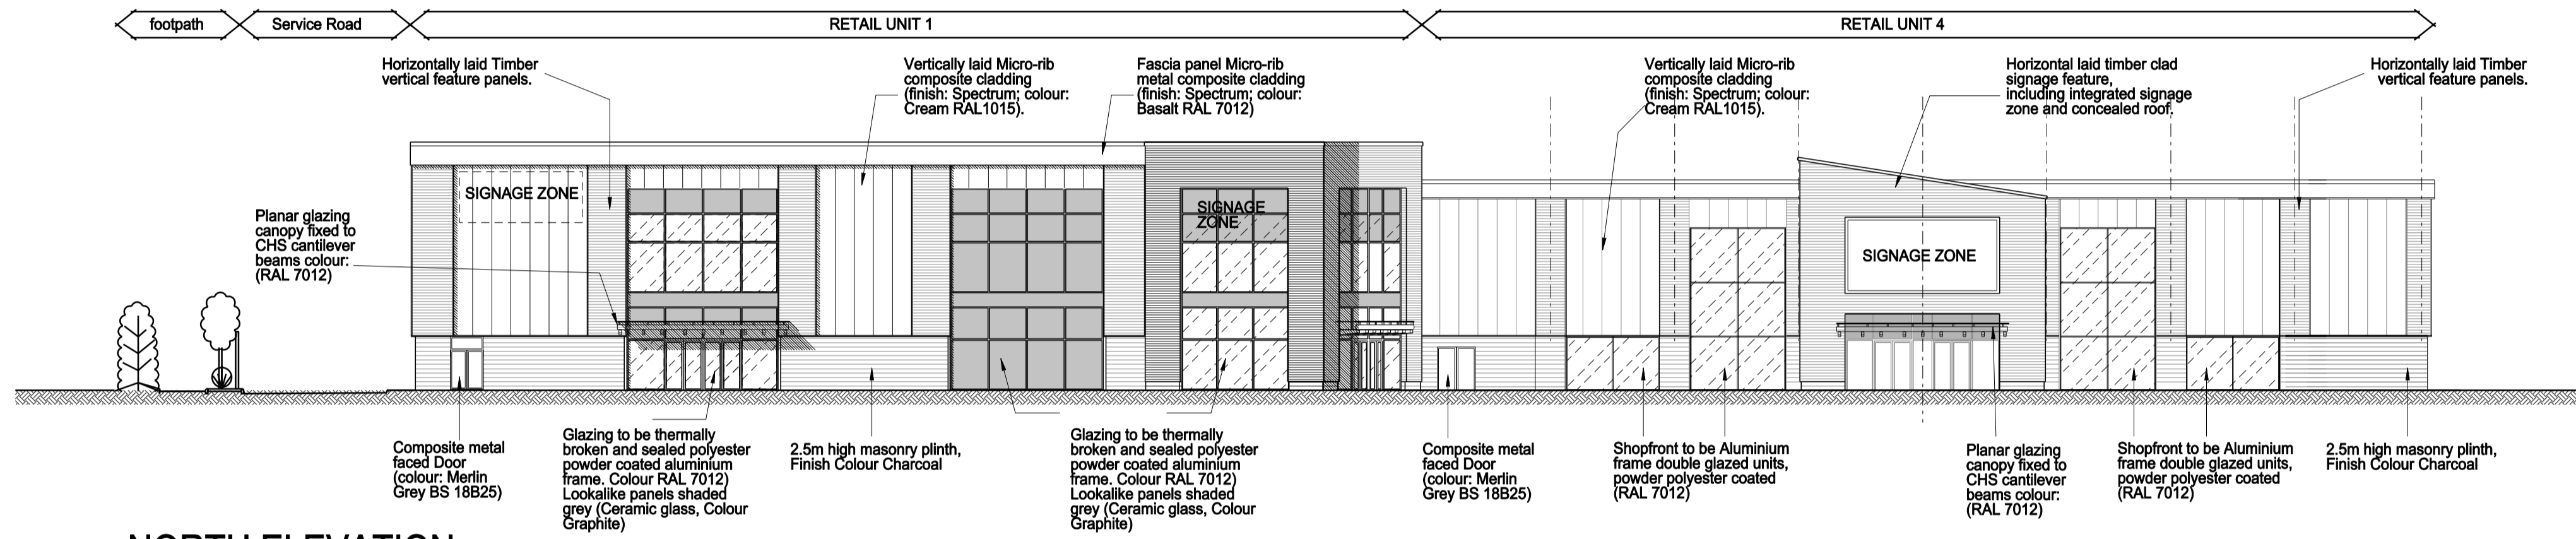 footpath
Service Road
RETAIL UNIT 1
RETAIL UNIT 4
Horizontally laid Timber
vertical feature panels.
Vertically laid Micro-rib
composite cladding
(finish: Spectrum; colour:
Cream RAL1015).
Fascia panel Micro-rib
metal composite cladding
(finish: Spectrum; colour:
Basalt RAL 7012)
Vertically laid Micro-rib
composite cladding
(finish: Spectrum; colour:
Cream RAL1015).
Horizontal laid timber clad
signage feature,
including integrated signage
zone and concealed roof.
Horizontally laid Timber
vertical feature panels.
Planar glazing
canopy fixed to
CHS cantilever
beams colour:
(RAL 7012)
SIGNAGE ZONE
SIGNAGE
ZONE
SIGNAGE ZONE
Composite metal
faced Door
(colour: Merlin
Grey BS 18B25)
Glazing to be thermally
broken and sealed polyester
powder coated aluminium
frame. Colour RAL 7012)
Lookalike panels shaded
grey (Ceramic glass, Colour
Graphite)
2.5m high masonry plinth,
Finish Colour Charcoal
Glazing to be thermally
broken and sealed polyester
powder coated aluminium
frame. Colour RAL 7012)
Lookalike panels shaded
grey (Ceramic glass, Colour
Graphite)
Composite metal
faced Door
(colour: Merlin
Grey BS 18B25)
Shopfront to be Aluminium
frame double glazed units,
powder polyester coated
(RAL 7012)
Planar glazing
canopy fixed to
CHS cantilever
beams colour:
(RAL 7012)
Shopfront to be Aluminium
frame double glazed units,
powder polyester coated
(RAL 7012)
2.5m high masonry plinth,
Finish Colour Charcoal
NORTH ELEVATION